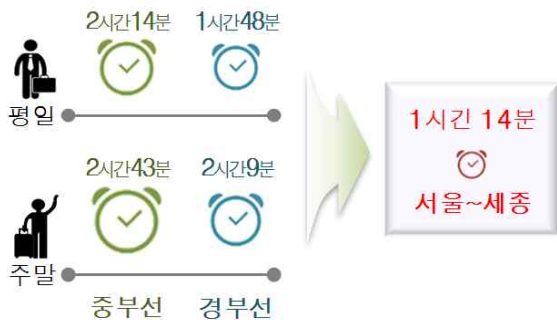 2시간14분 1시간48분
평일
2시간43분 2시간9분
주말
중부선 경부선
1시간 14분
서울~세종